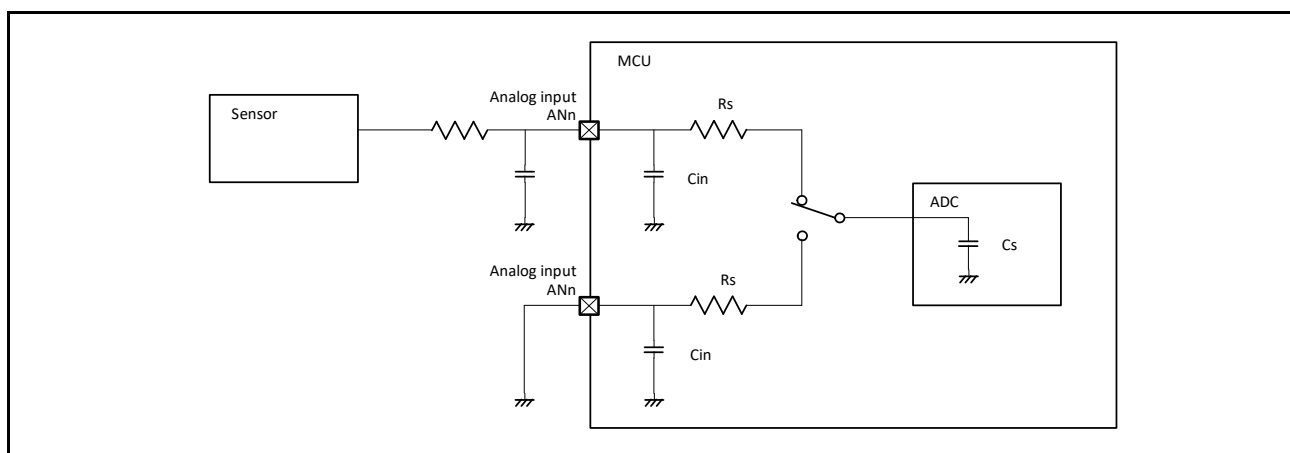 MCU
Sensor
Analog input
ANn
Rs
Cin
ADC
Cs
Analog input
ANn
Rs
Cin